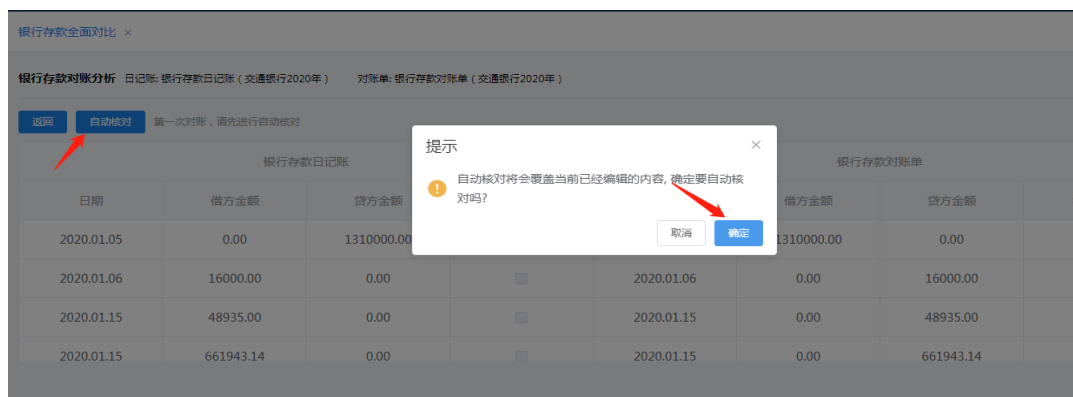 银行存款全面对比 ×
银行存款对账分析 日记账: 银行存款日记账（交通银行2020年） 对账单: 银行存款对账单（交通银行2020年）
返回 自动核对 第一次对账，请先进行自动核对
提示
自动核对将会覆盖当前已经编辑的内容, 确定要自动核
对吗?
取消 确定
银行存款日记账 银行存款对账单
日期 借方金额 贷方金额 借方金额 贷方金额
2020.01.05 0.00 1310000.00 1310000.00 0.00
2020.01.06 16000.00 0.00 2020.01.06 0.00 16000.00
2020.01.15 48935.00 0.00 2020.01.15 0.00 48935.00
2020.01.15 661943.14 0.00 2020.01.15 0.00 661943.14